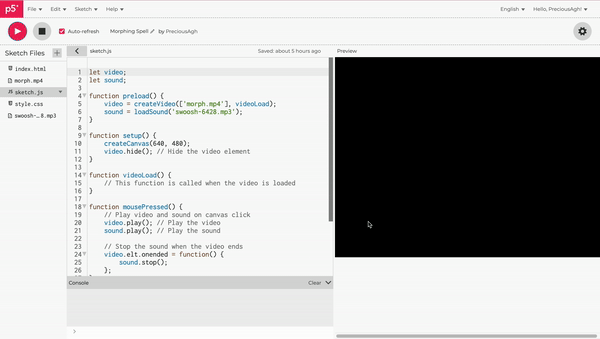 p5*
File
Edit
Sketch
Help
English
Hello, PreciousAgh!
Auto-refresh
Morphing Spell
by PreciousAgh
Sketch Files
+
sketch.js
Saved: about 5 hours ago
Preview
index.html
morph.mp4
sketch.js
style.css
swoosh-…8.mp3
1 let video;
2 let sound;
3
4 function preload() {
5 video = createVideo(['morph.mp4'], videoLoad);
6 sound = loadSound('swoosh-6428.mp3');
7 }
8
9 function setup() {
10 createCanvas(640, 480);
11 video.hide(); // Hide the video element
12 }
13
14 function videoLoad() {
15 // This function is called when the video is loaded
16 }
17
18 function mousePressed() {
19 // Play video and sound on canvas click
20 video.play(); // Play the video
21 sound.play(); // Play the sound
22
23 // Stop the sound when the video ends
24 video.elt.onended = function() {
25 sound.stop();
26 };
Console
Clear